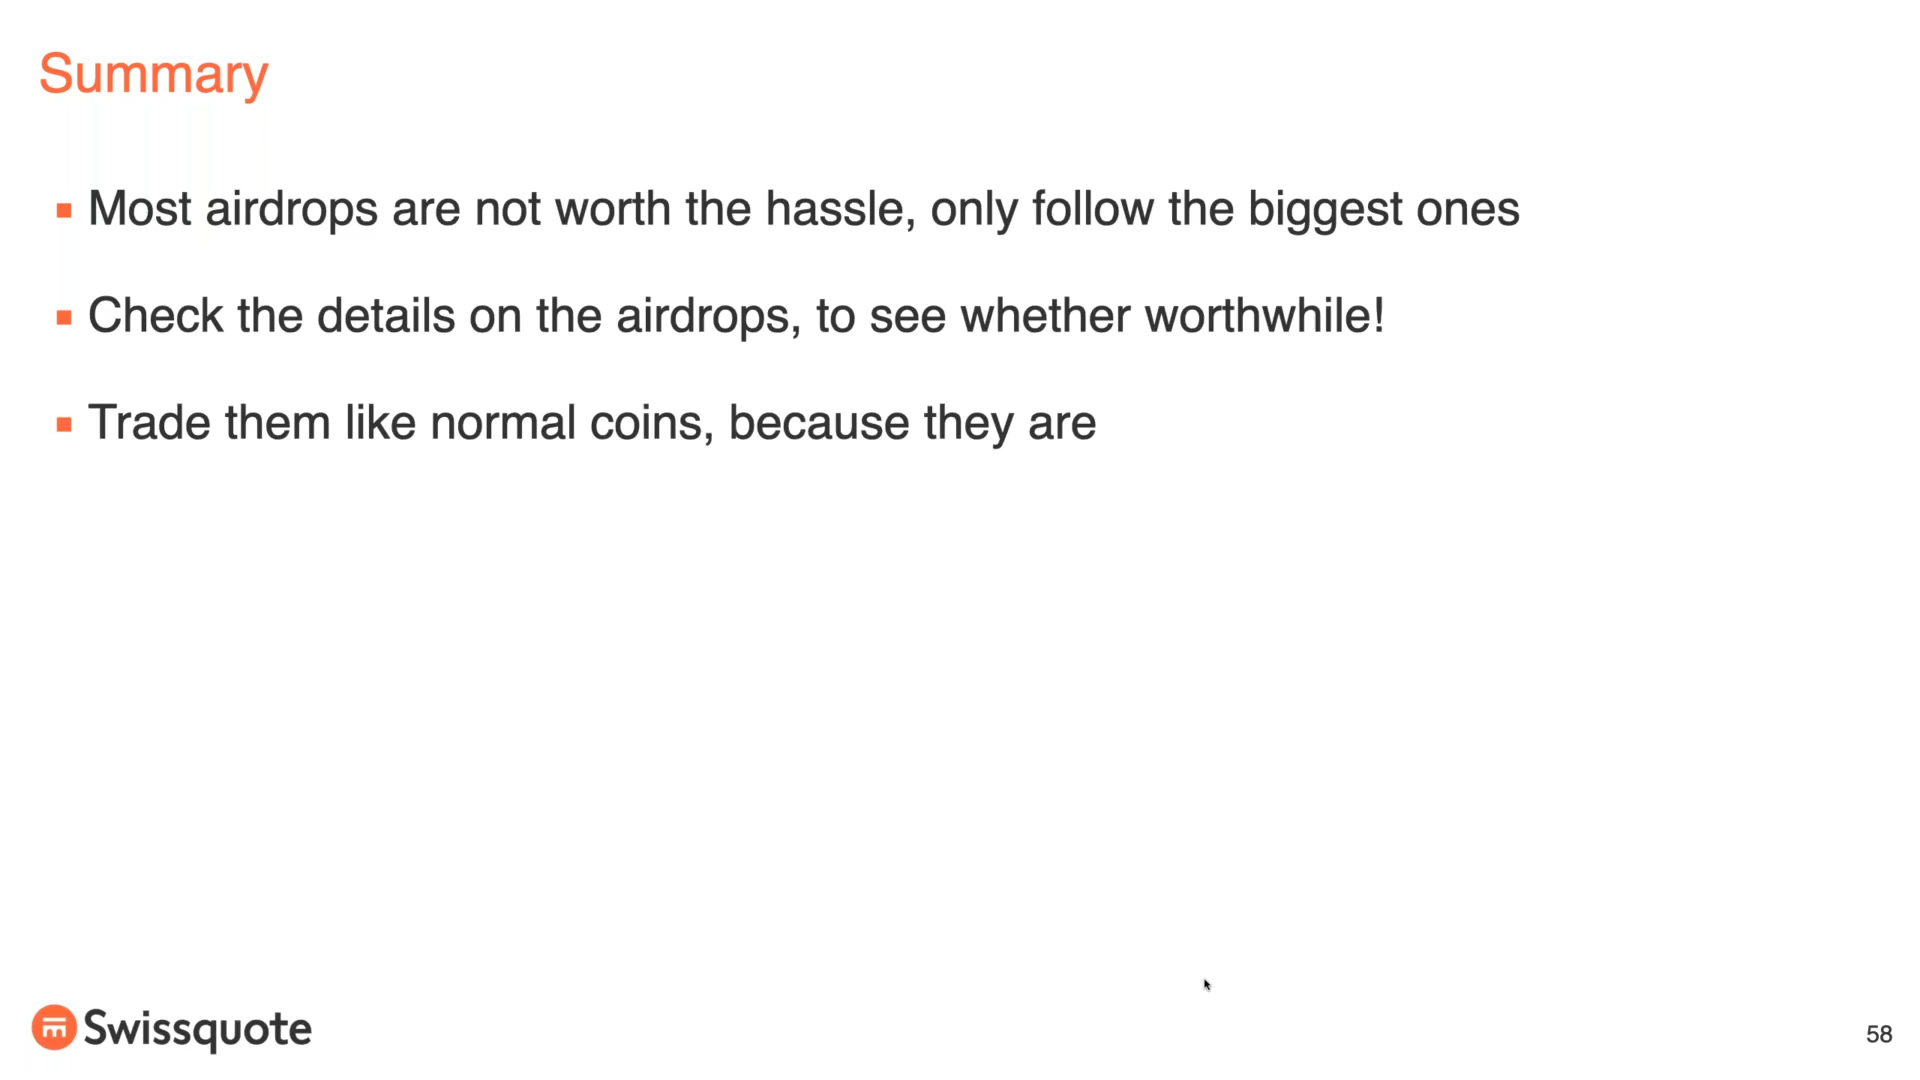 Summary
Most airdrops are not worth the hassle, only follow the biggest ones
Check the details on the airdrops, to see whether worthwhile!
Trade them like normal coins, because they are
Swissquote
58